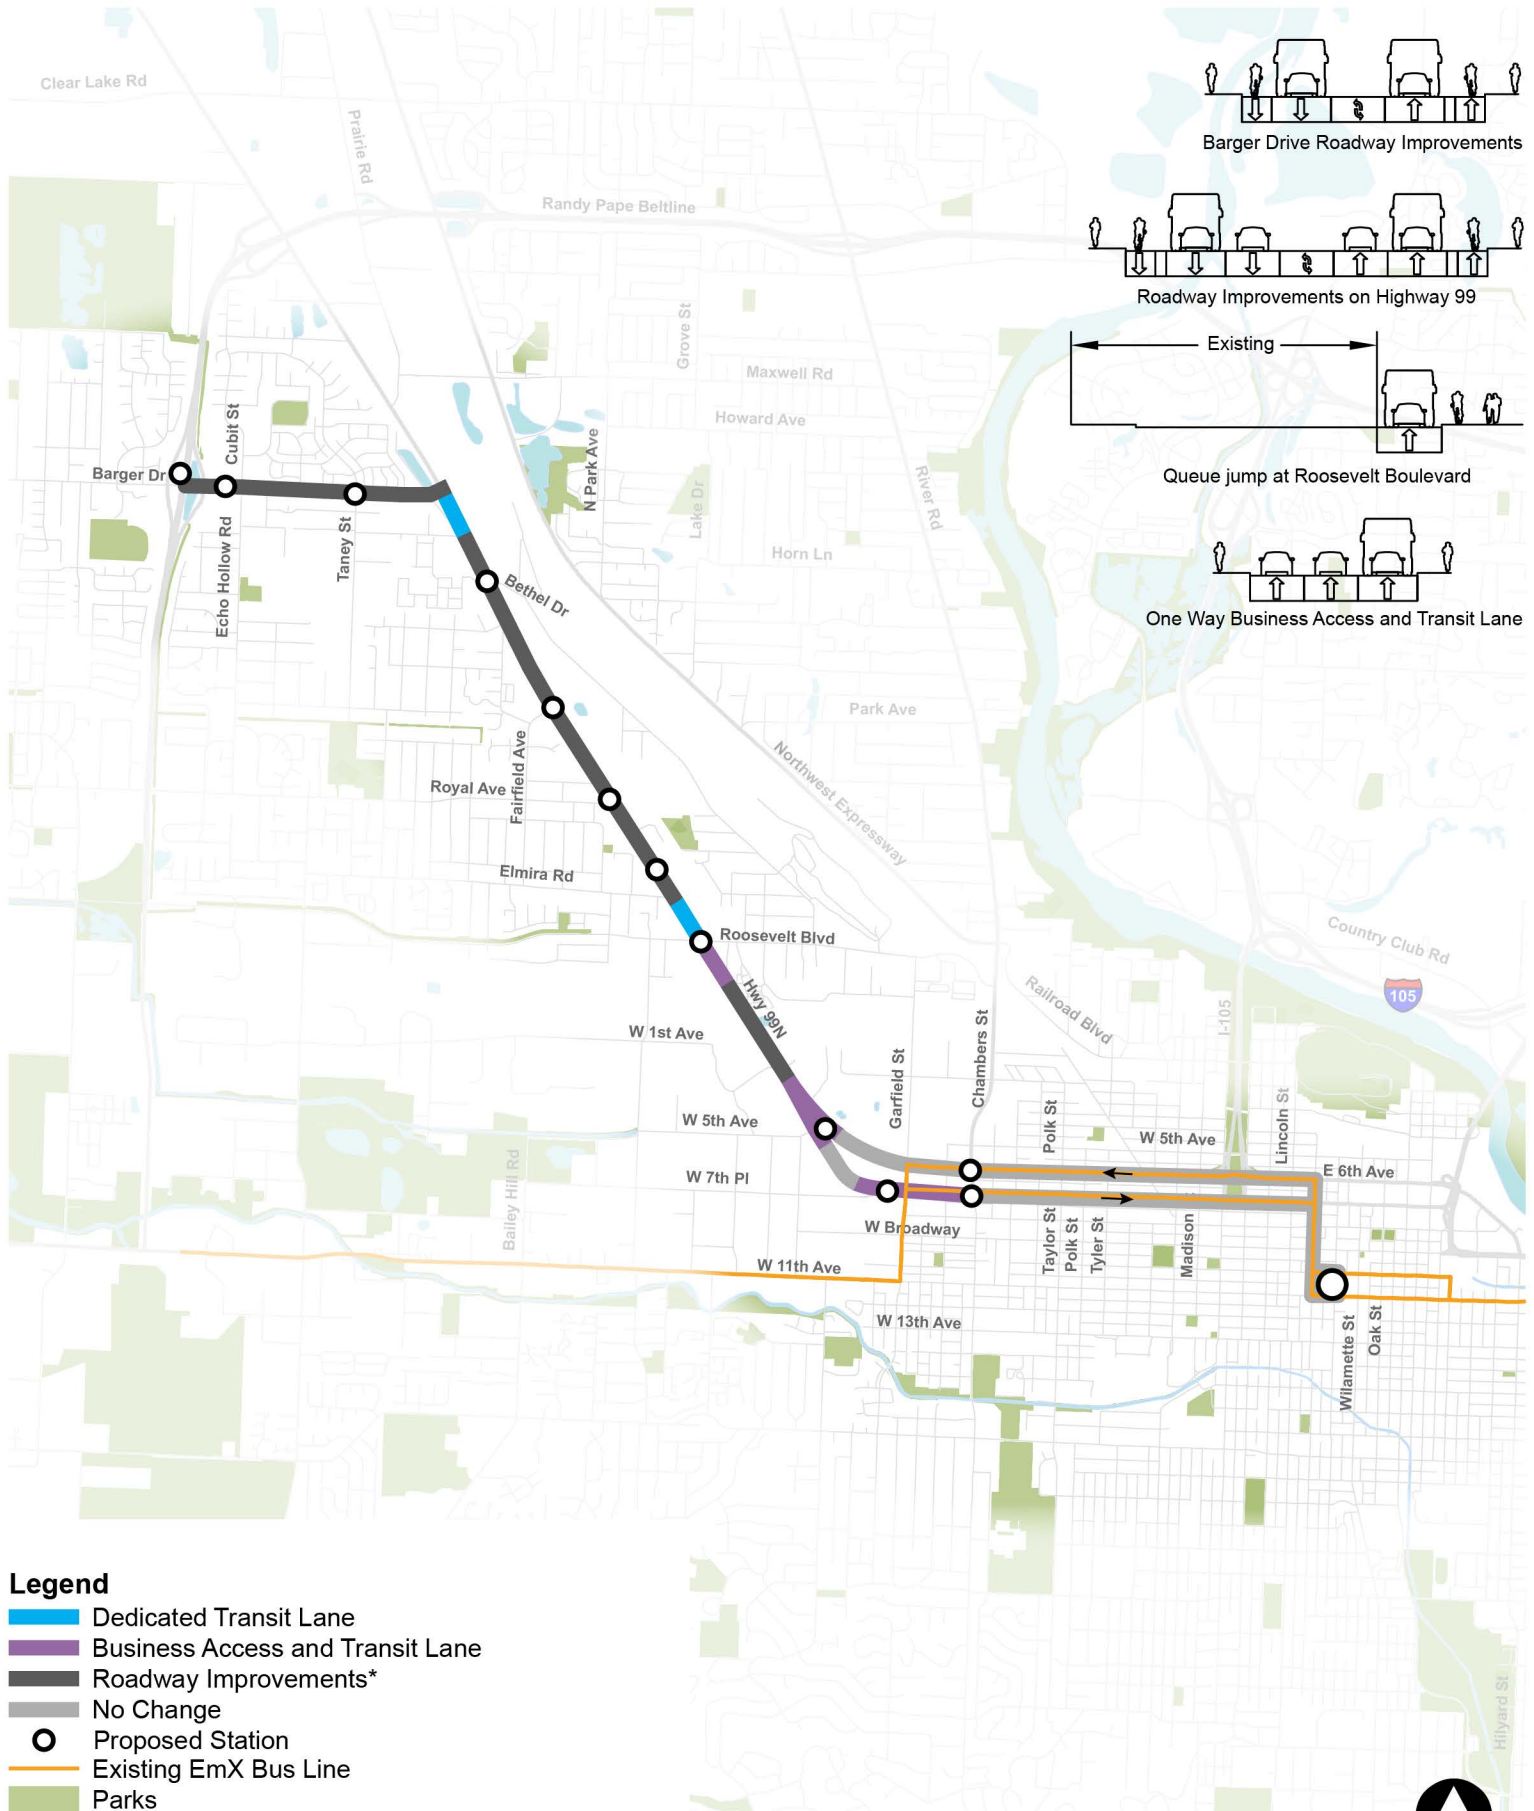 Clear Lake Rd
Prairie Rd
Randy Pape Beltline
Barger Drive Roadway Improvements
Roadway Improvements on Highway 99
Existing
Queue jump at Roosevelt Boulevard
One Way Business Access and Transit Lane
Grove St
Maxwell Rd
Howard Ave
Cubit St
Barger Dr
N Park Ave
Lake Dr
River Rd
Echo Hollow Rd
Taney St
Horn Ln
Bethel Dr
Park Ave
Northwest Expressway
Fairfield Ave
Royal Ave
Elmira Rd
Roosevelt Blvd
Country Club Rd
105
Hwy 99N
Railroad Blvd
I-105
W 1st Ave
Garfield St
Chambers St
Polk St
Lincoln St
W 5th Ave
W 5th Ave
W 7th Pl
E 6th Ave
Bailey Hill Rd
W Broadway
Taylor St
Polk St
Tyler St
Madison
W 11th Ave
W 13th Ave
Wilamette St
Oak St
Hilyard St
Legend
Dedicated Transit Lane
Business Access and Transit Lane
Roadway Improvements*
No Change
Proposed Station
Existing EmX Bus Line
Parks